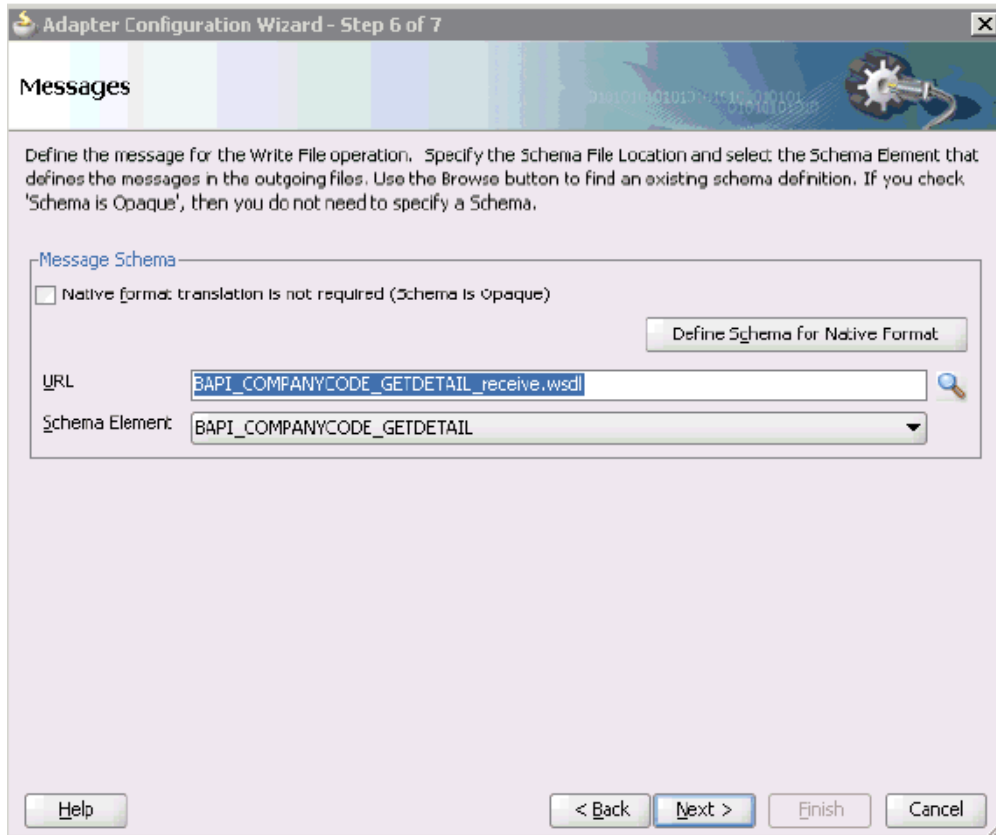 Adapter Configuration Wizard - Step 6 of 7
Messages
Define the message for the Write File operation. Specify the Schema File Location and select the Schema Element that
defines the messages in the outgoing files. Use the Browse button to find an existing schema definition. If you check
'Schema is Opaque', then you do not need to specify a Schema.
Message Schema
Native format translation is not required (Schema is Opaque)
Define Schema for Native Format
URL BAPI_COMPANYCODE_GETDETAIL_receive.wsdl
Schema Element BAPI_COMPANYCODE_GETDETAIL
Help < Back Next > Finish Cancel